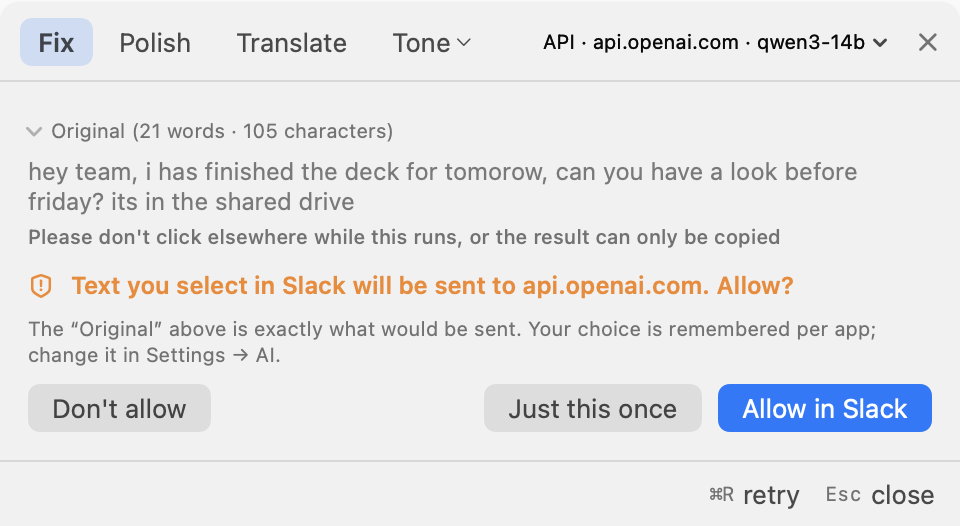 Fix Polish Translate Tone API · api.openai.com · qwen3-14b
Original (21 words · 105 characters)
hey team, i has finished the deck for tomorow, can you have a look before
friday? its in the shared drive
Please don't click elsewhere while this runs, or the result can only be copied
Text you select in Slack will be sent to api.openai.com. Allow?
The “Original” above is exactly what would be sent. Your choice is remembered per app;
change it in Settings → AI.
Don't allow Just this once Allow in Slack
⌘R retry Esc close